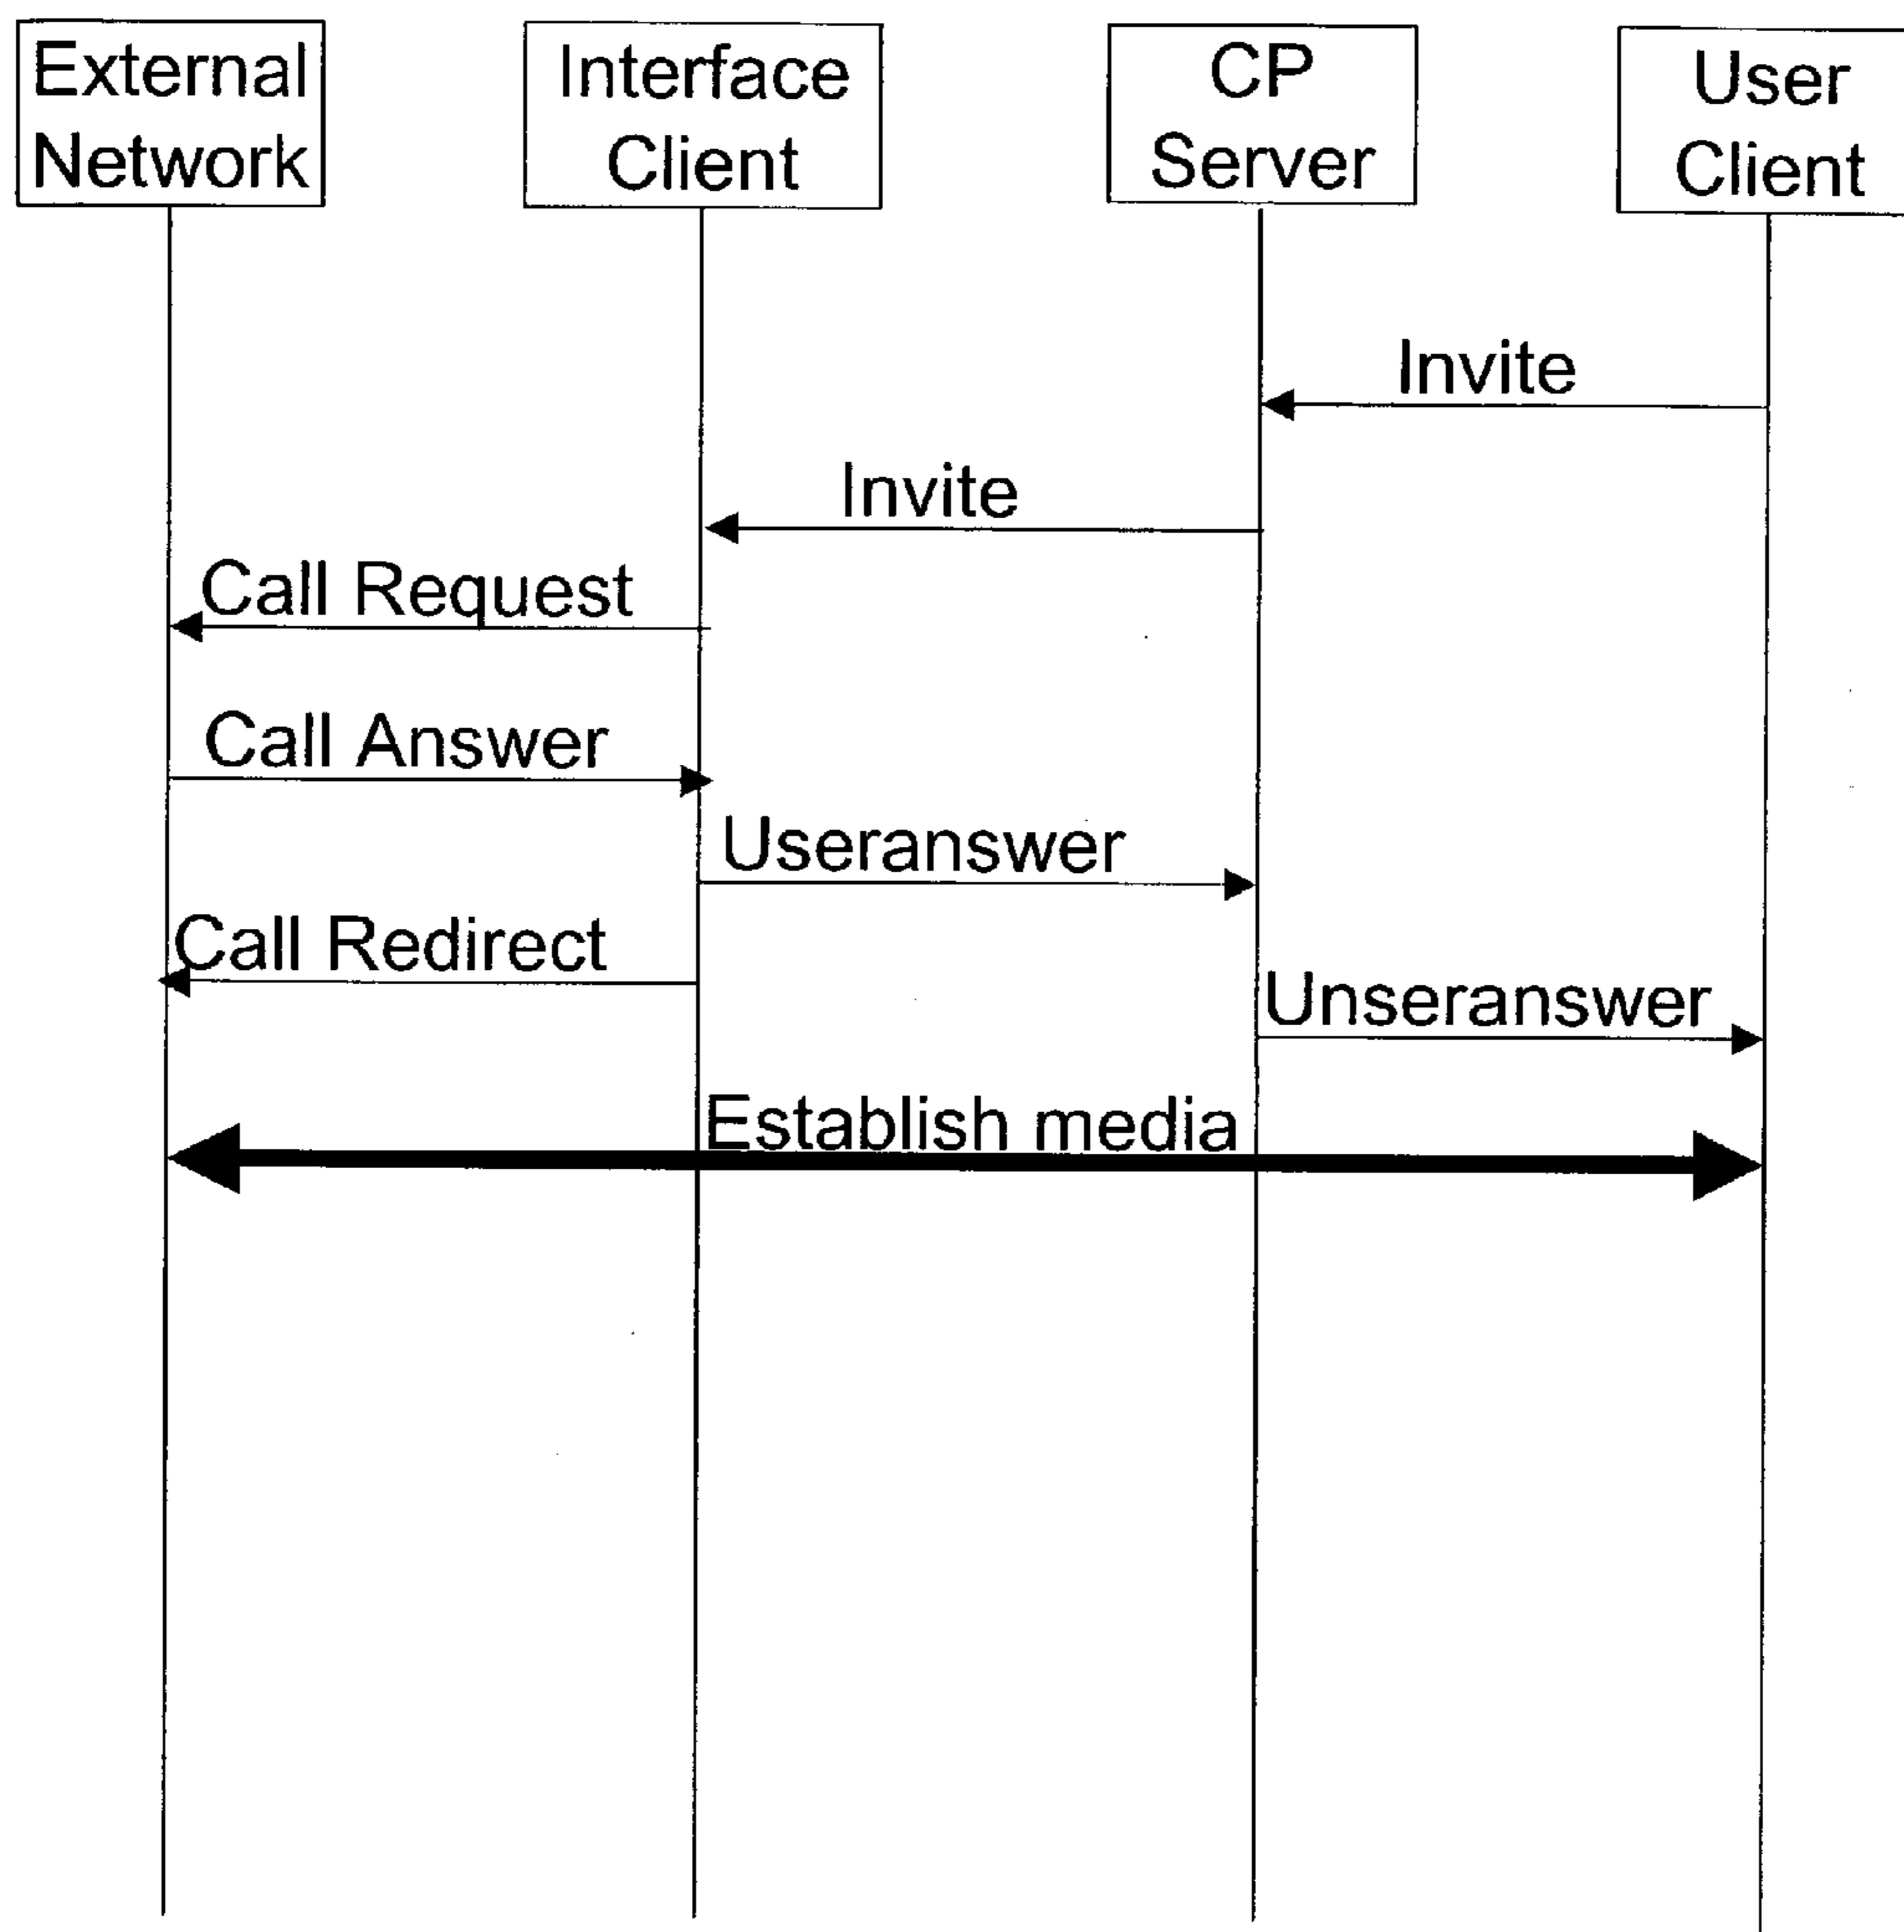 External
Network
Interface
Client
CP
Server
User
Client
Invite
Invite
Call Request
Call Answer
Useranswer
Call Redirect
Unseranswer
Establish media